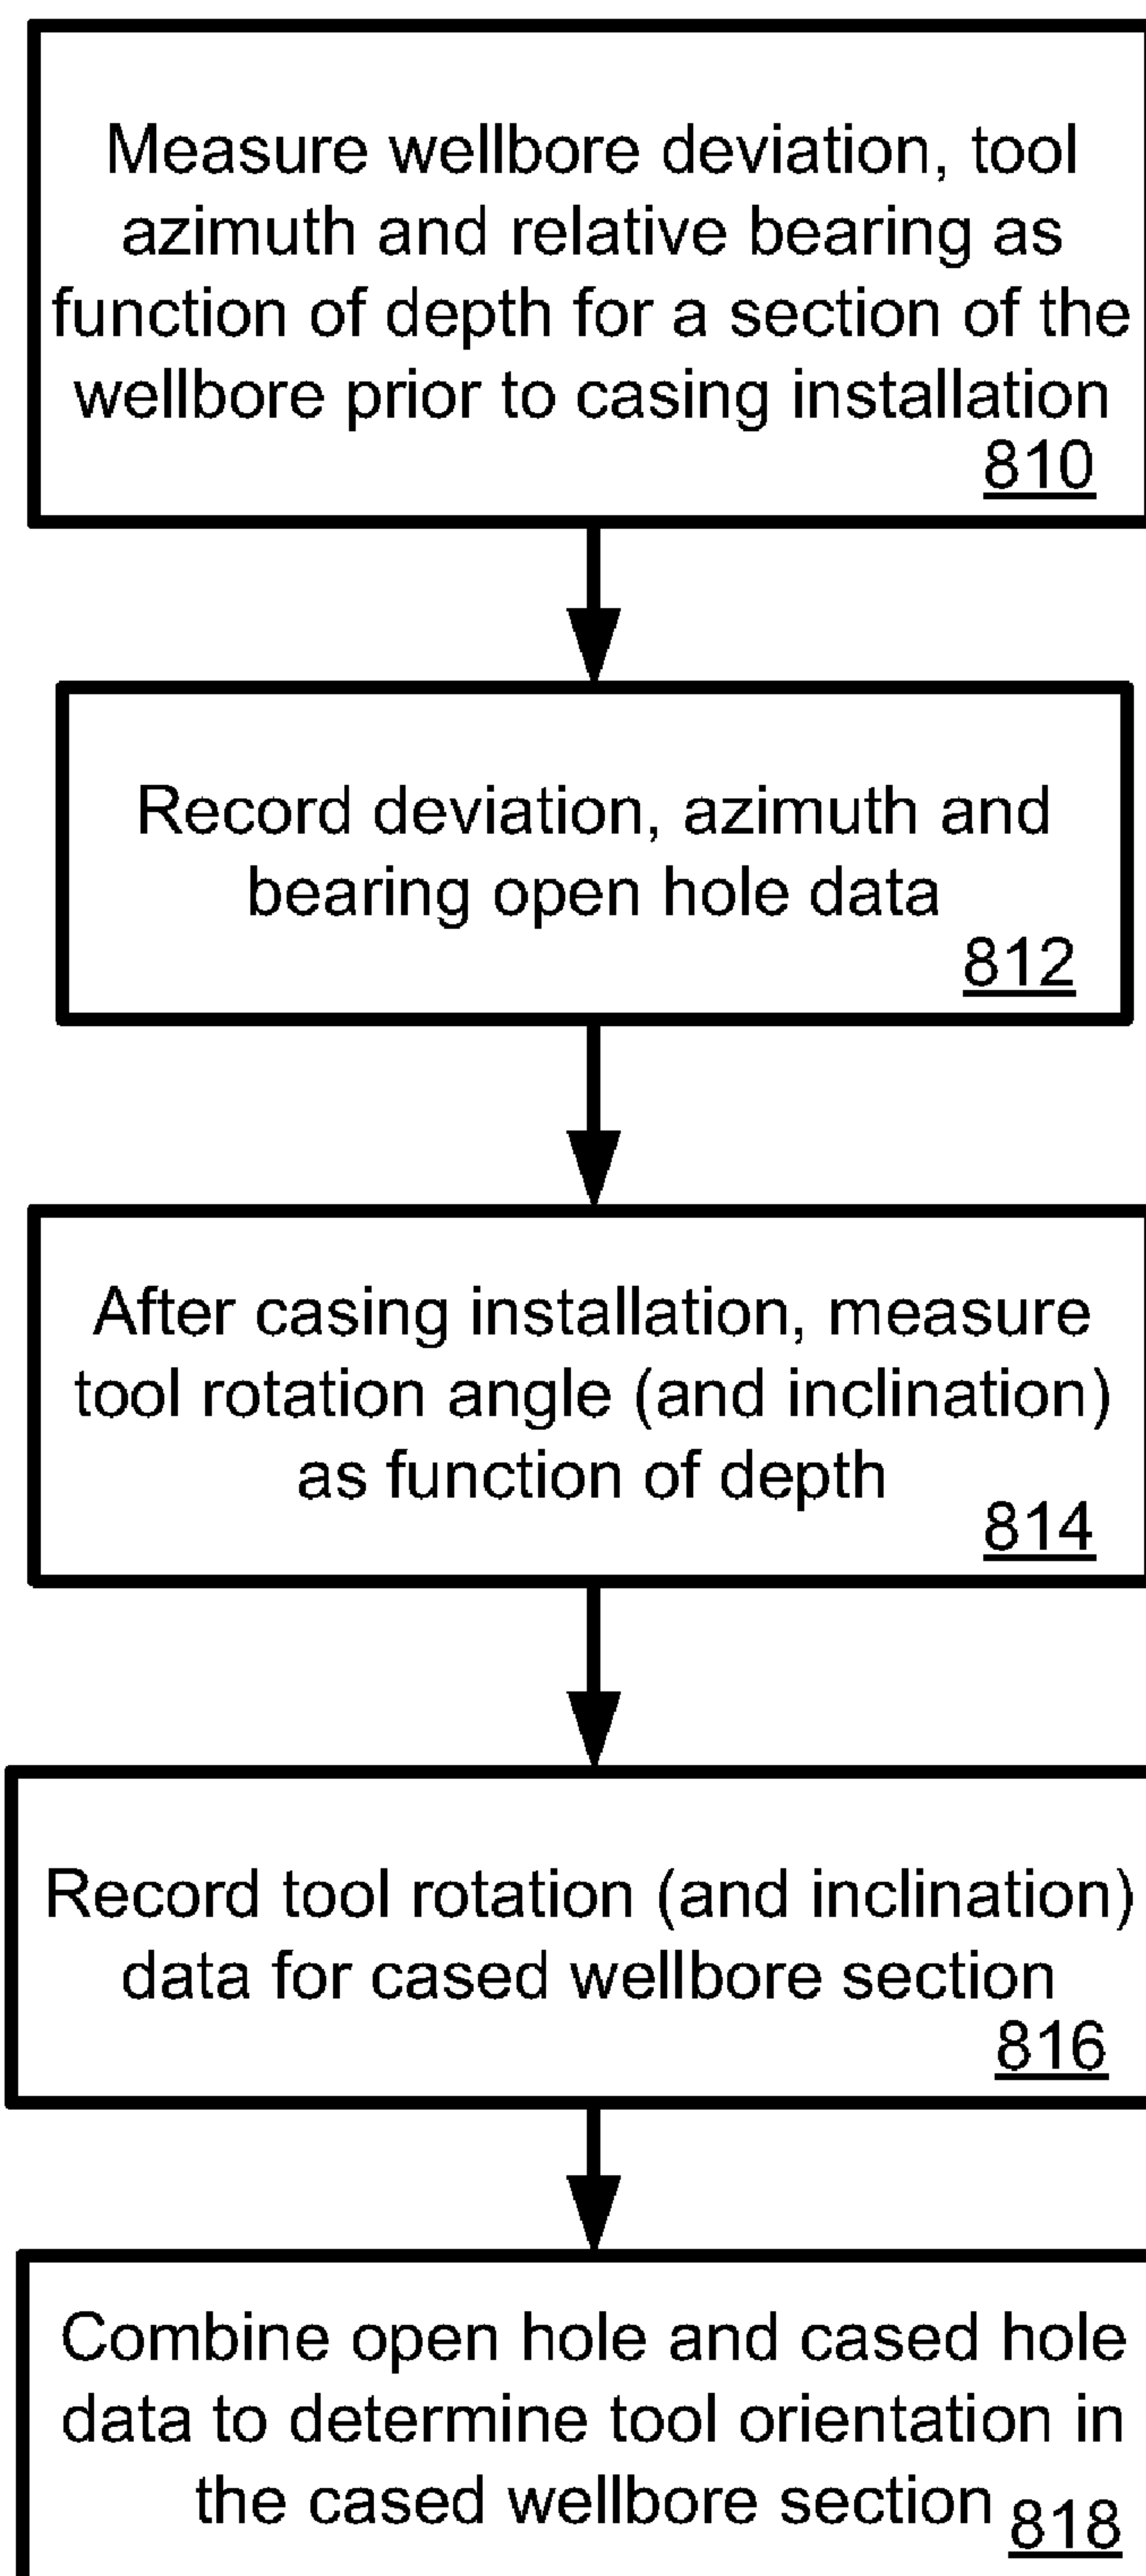 Measure wellbore deviation, tool
azimuth and relative bearing as
function of depth for a section of the
wellbore prior to casing installation
810
Record deviation, azimuth and
bearing open hole data
812
After casing installation, measure
tool rotation angle (and inclination)
as function of depth
814
Record tool rotation (and inclination)
data for cased wellbore section
816
Combine open hole and cased hole
data to determine tool orientation in
the cased wellbore section
818